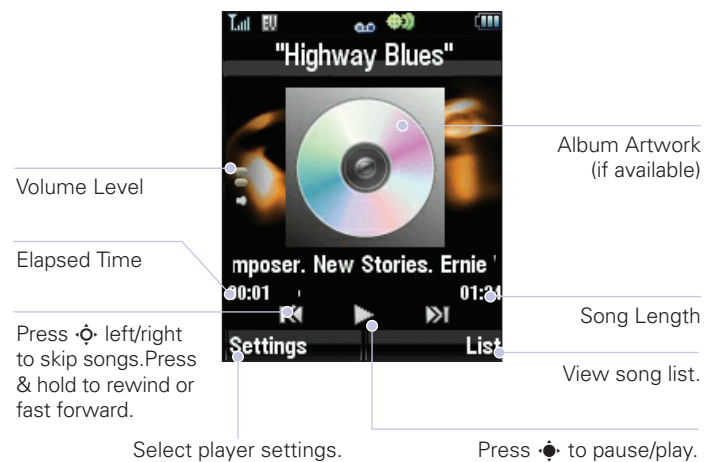 EV
"Highway Blues"
Album Artwork
(if available)
Volume Level
Elapsed Time
mposer. New Stories. Ernie
00:01
01:34
Song Length
Press left/right
to skip songs.Press
& hold to rewind or
fast forward.
Settings
List
View song list.
Select player settings.
Press to pause/play.